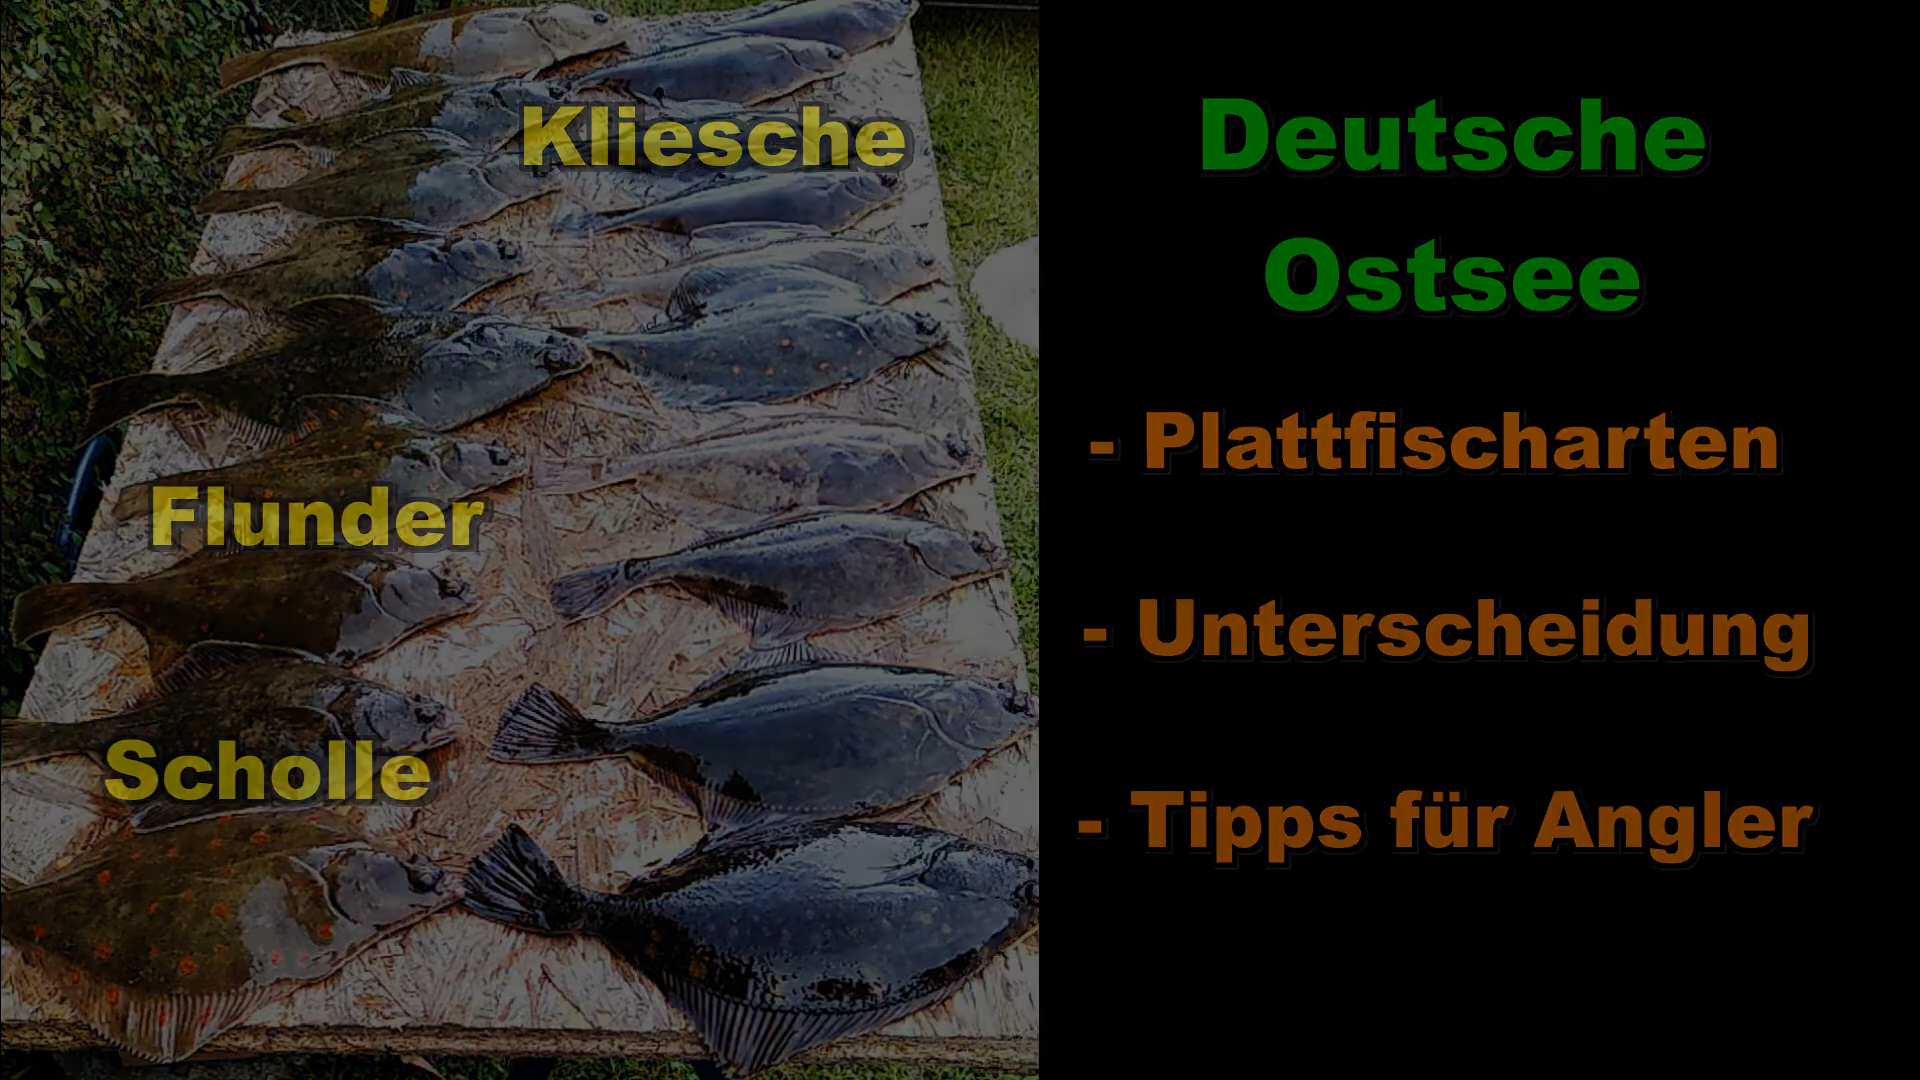 Kliesche
Flunder
Scholle
Deutsche
Ostsee
- Plattfischarten
- Unterscheidung
- Tipps für Angler